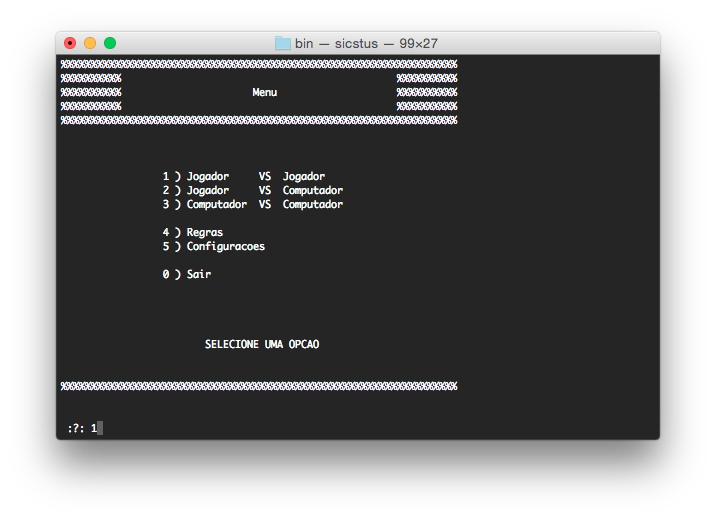 bin — sicstus — 99×27
%%%%%%%%%%%%%%%%%%%%%%%%%%%%%%%%%%%%%%%%%%%%%%%%%%%%%%%%%%%%%%%%%%
%%%%%%%%%% %%%%%%%%%%
%%%%%%%%%% Menu %%%%%%%%%%
%%%%%%%%%% %%%%%%%%%%
%%%%%%%%%%%%%%%%%%%%%%%%%%%%%%%%%%%%%%%%%%%%%%%%%%%%%%%%%%%%%%%%%%
1 ) Jogador VS Jogador
2 ) Jogador VS Computador
3 ) Computador VS Computador
4 ) Regras
5 ) Configuracoes
0 ) Sair
SELECIONE UMA OPCAO
%%%%%%%%%%%%%%%%%%%%%%%%%%%%%%%%%%%%%%%%%%%%%%%%%%%%%%%%%%%%%%%%%%
:?: 1